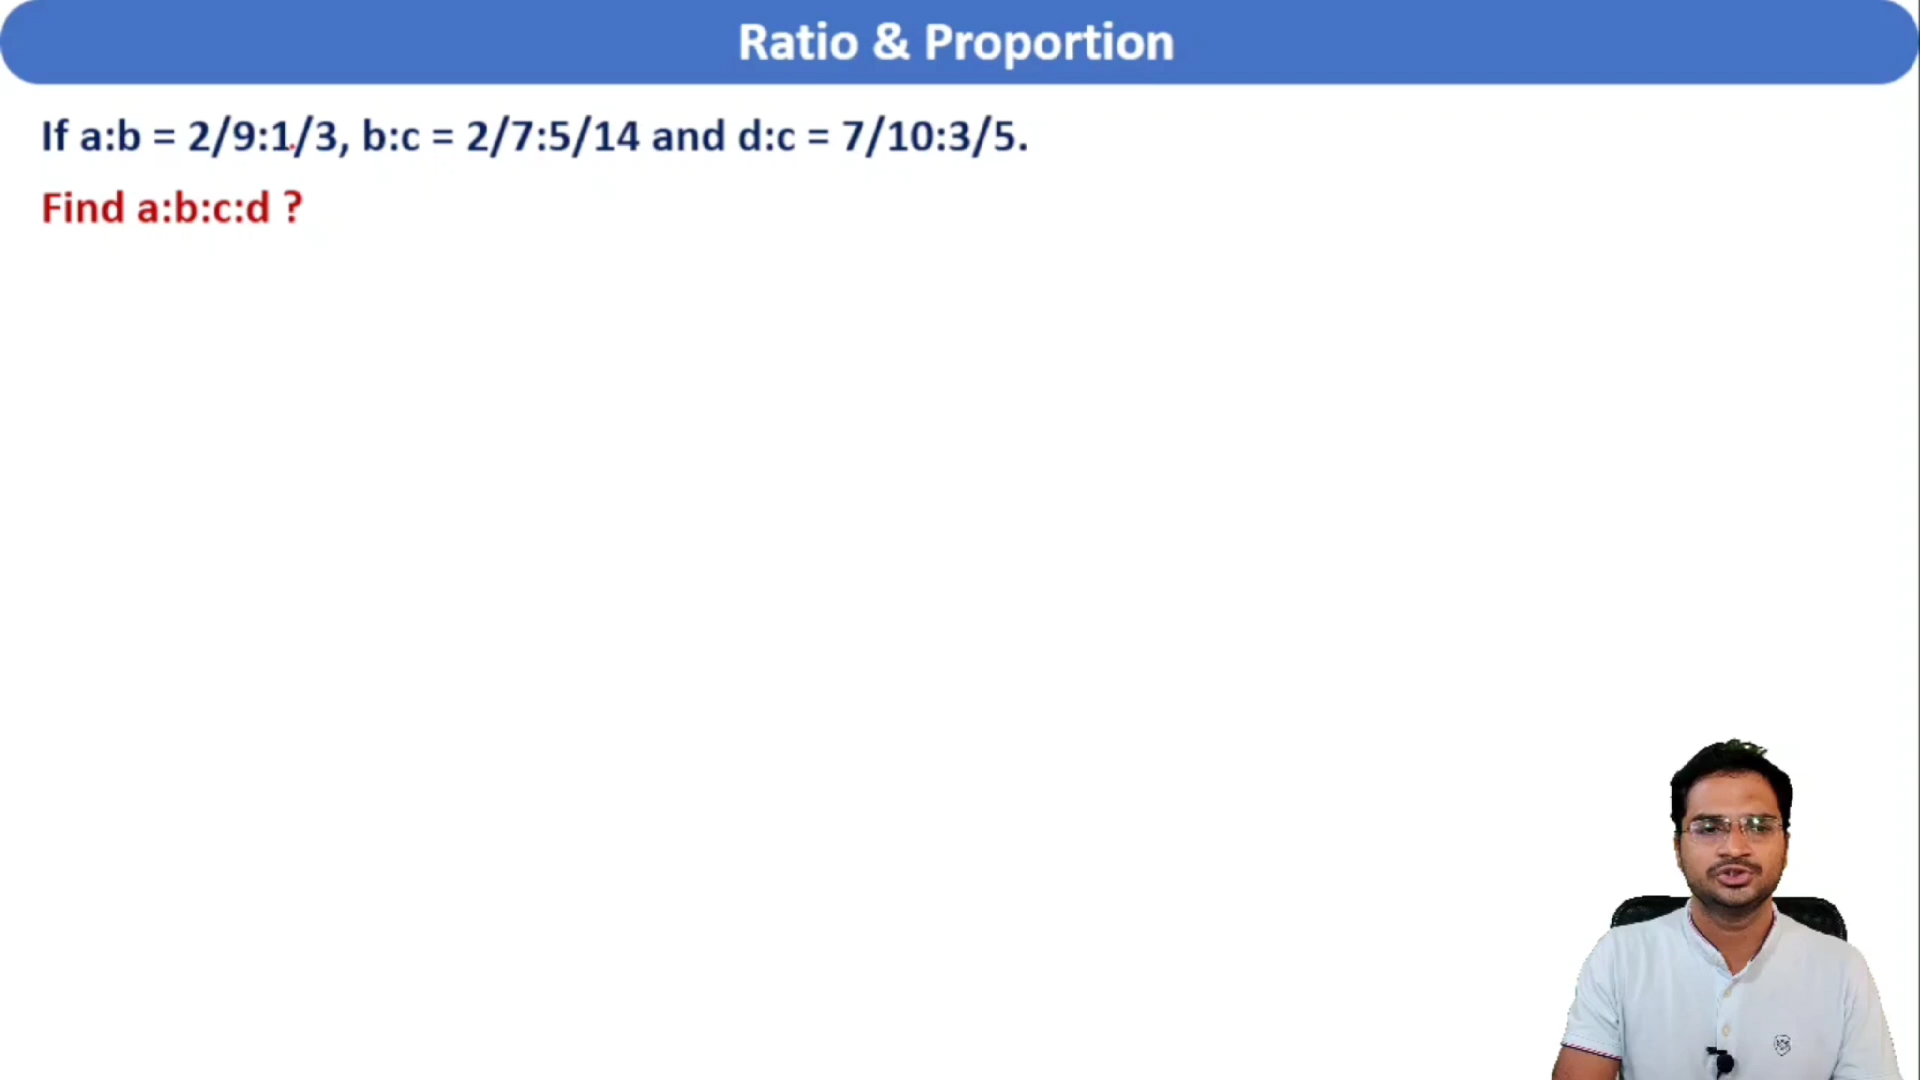 Ratio & Proportion
If a:b = 2/9:1/3, b:c = 2/7:5/14 and d:c = 7/10:3/5.
Find a:b:c:d ?